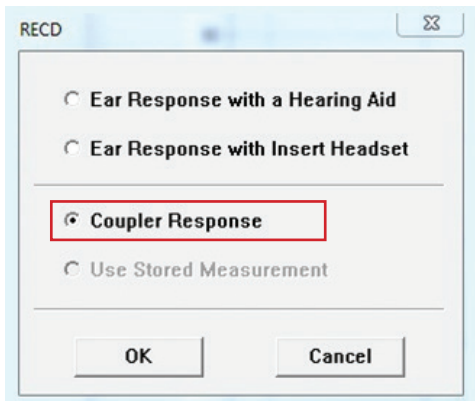 RECD
Ear Response with a Hearing Aid
Ear Response with Insert Headset
Coupler Response
Use Stored Measurement
OK
Cancel